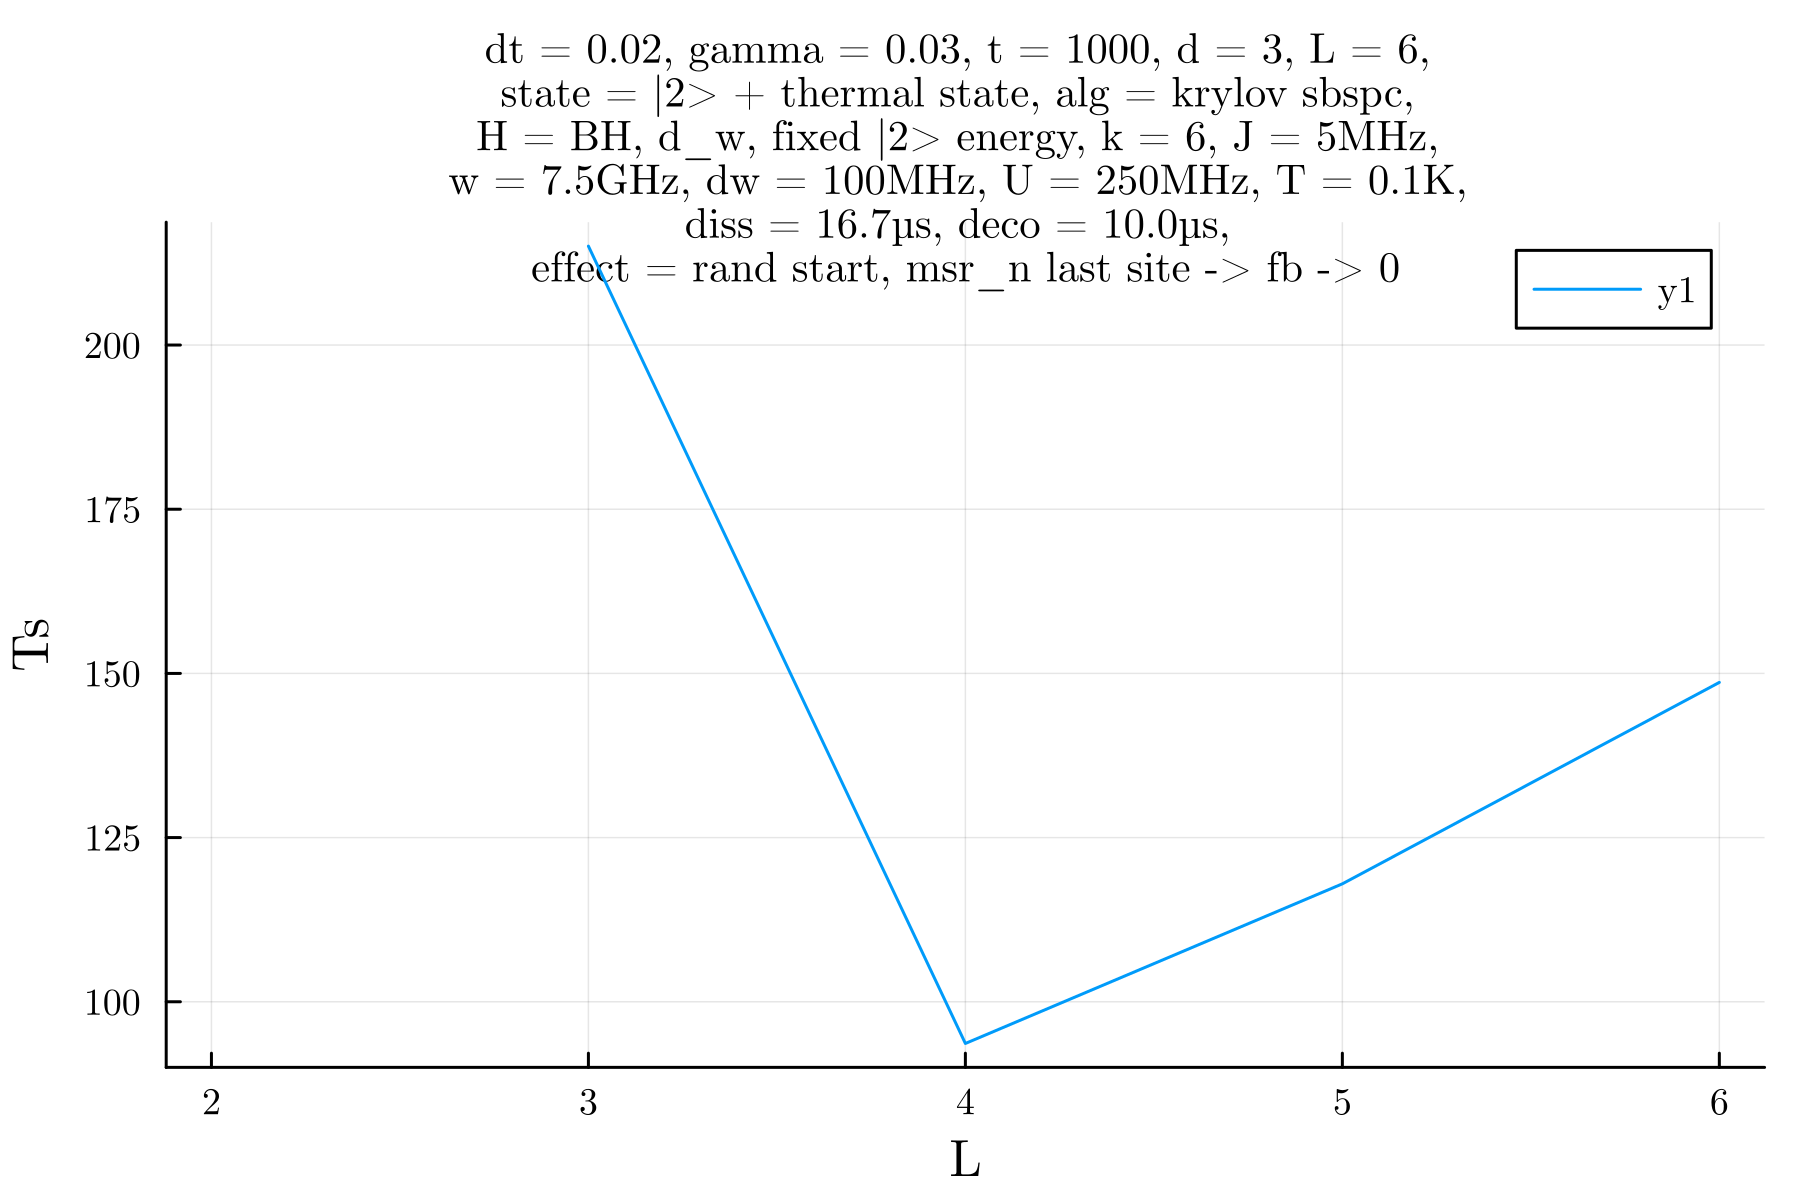 dt = 0.02, gamma = 0.03, t = 1000, d = 3, L = 6,
state = |2> + thermal state, alg = krylov sbspc,
H = BH, d_w, fixed |2> energy, k = 6, J = 5MHz,
w = 7.5GHz, dw = 100MHz, U = 250MHz, T = 0.1K,
diss = 16.7μs, deco = 10.0μs,
effect = rand start, msr_n last site -> fb -> 0
y1
200
175
150
125
100
Ts
2 3 4 5 6
L